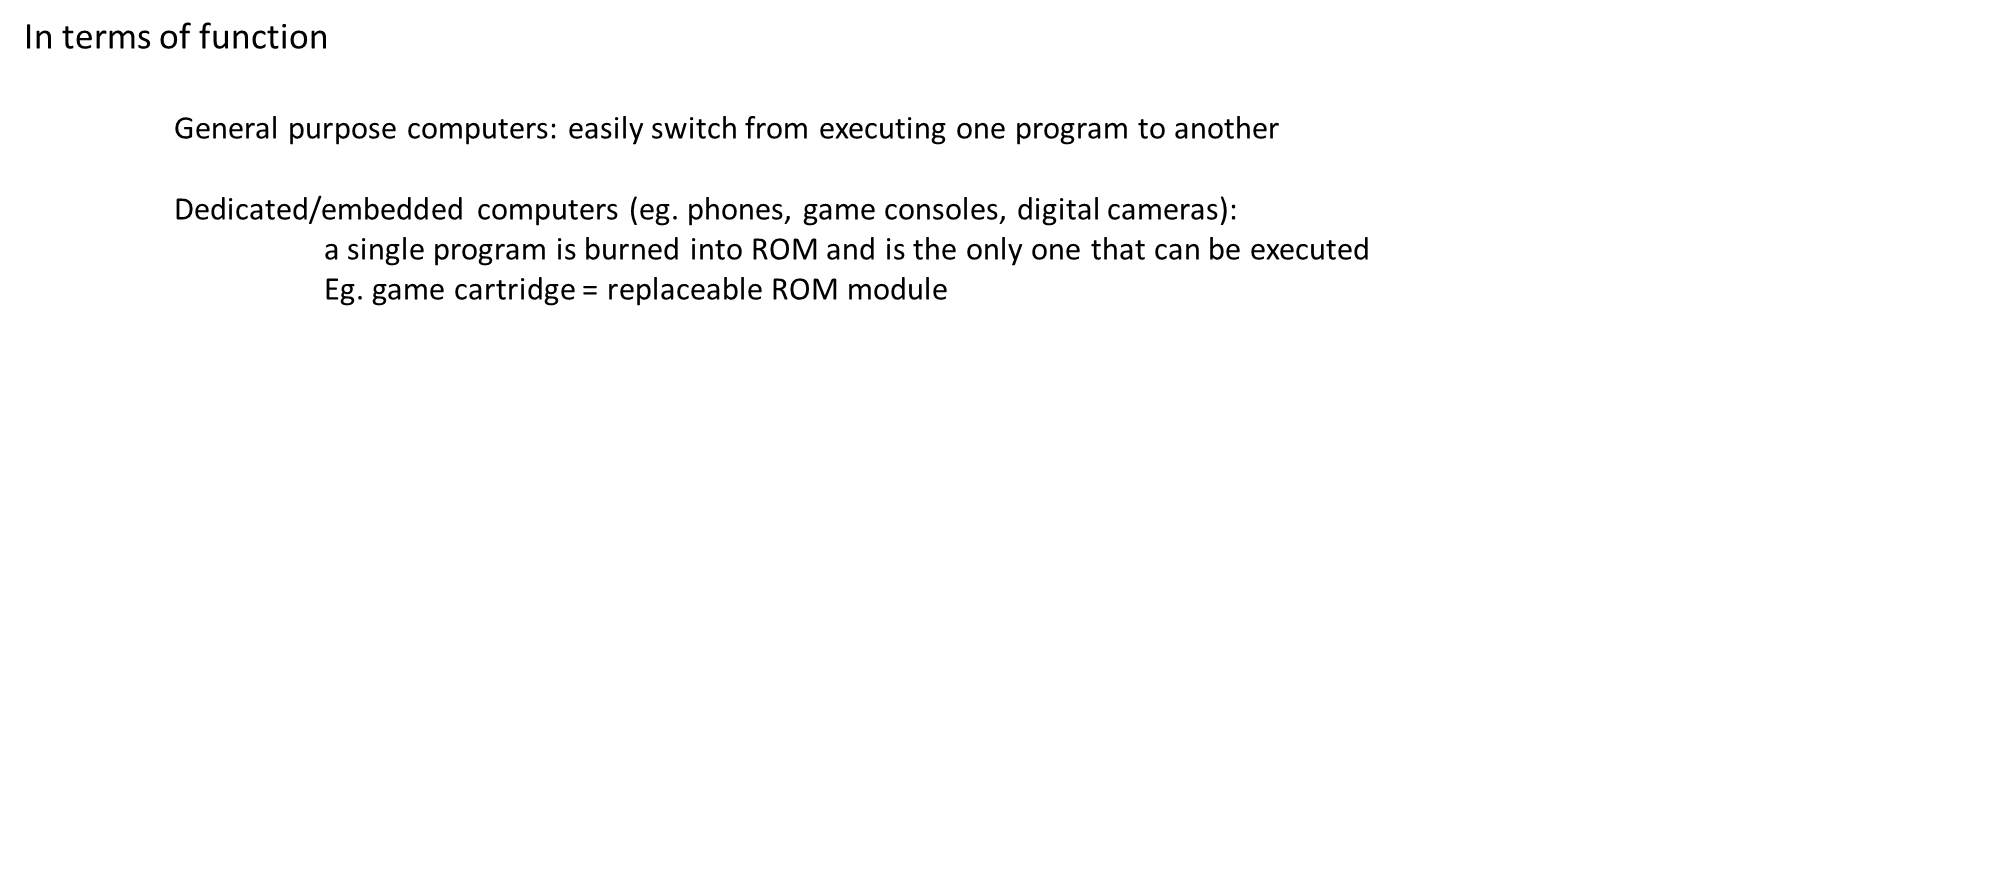 In terms of function
General purpose computers: easily switch from executing one program to another
Dedicated/embedded computers (eg. phones, game consoles, digital cameras):
a single program is burned into ROM and is the only one that can be executed
Eg. game cartridge = replaceable ROM module